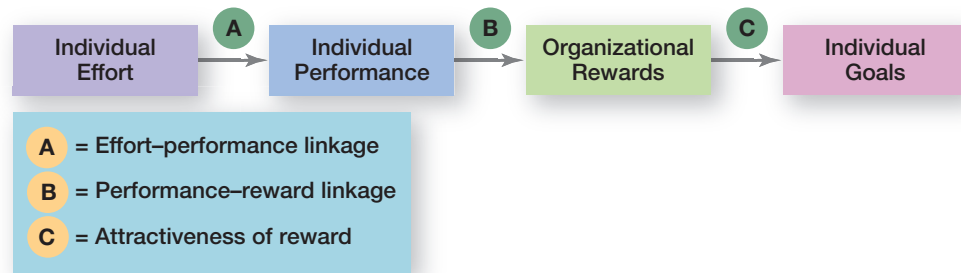 A
B
C
Individual
Effort
Individual
Performance
Organizational
Rewards
Individual
Goals
A = Effort–performance linkage
B = Performance–reward linkage
C = Attractiveness of reward